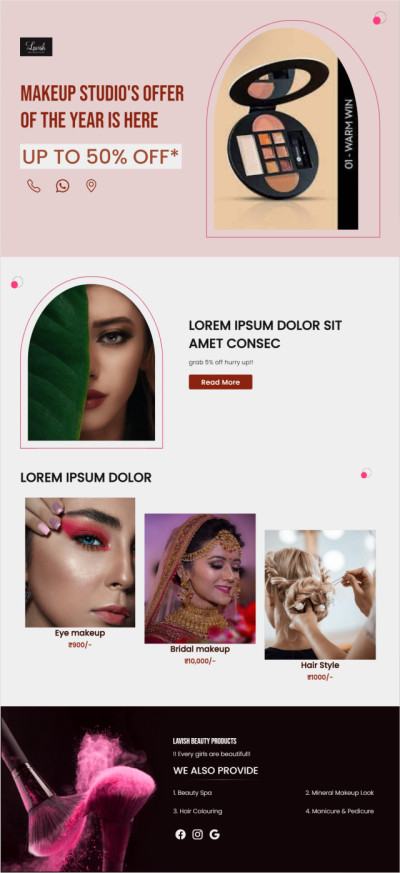 Lavish
MAKEUP STUDIO'S OFFER
OF THE YEAR IS HERE
UP TO 50% OFF*
01 - WARM WIN
LOREM IPSUM DOLOR SIT
AMET CONSEC
grab 5% off hurry up!!
Read More
LOREM IPSUM DOLOR
Eye makeup
₹900/-
Bridal makeup
₹10,000/-
Hair Style
₹1000/-
LAVISH BEAUTY PRODUCTS
!! Every girls are beautiful!!
WE ALSO PROVIDE
1. Beauty Spa
2. Mineral Makeup Look
3. Hair Colouring
4. Manicure & Pedicure